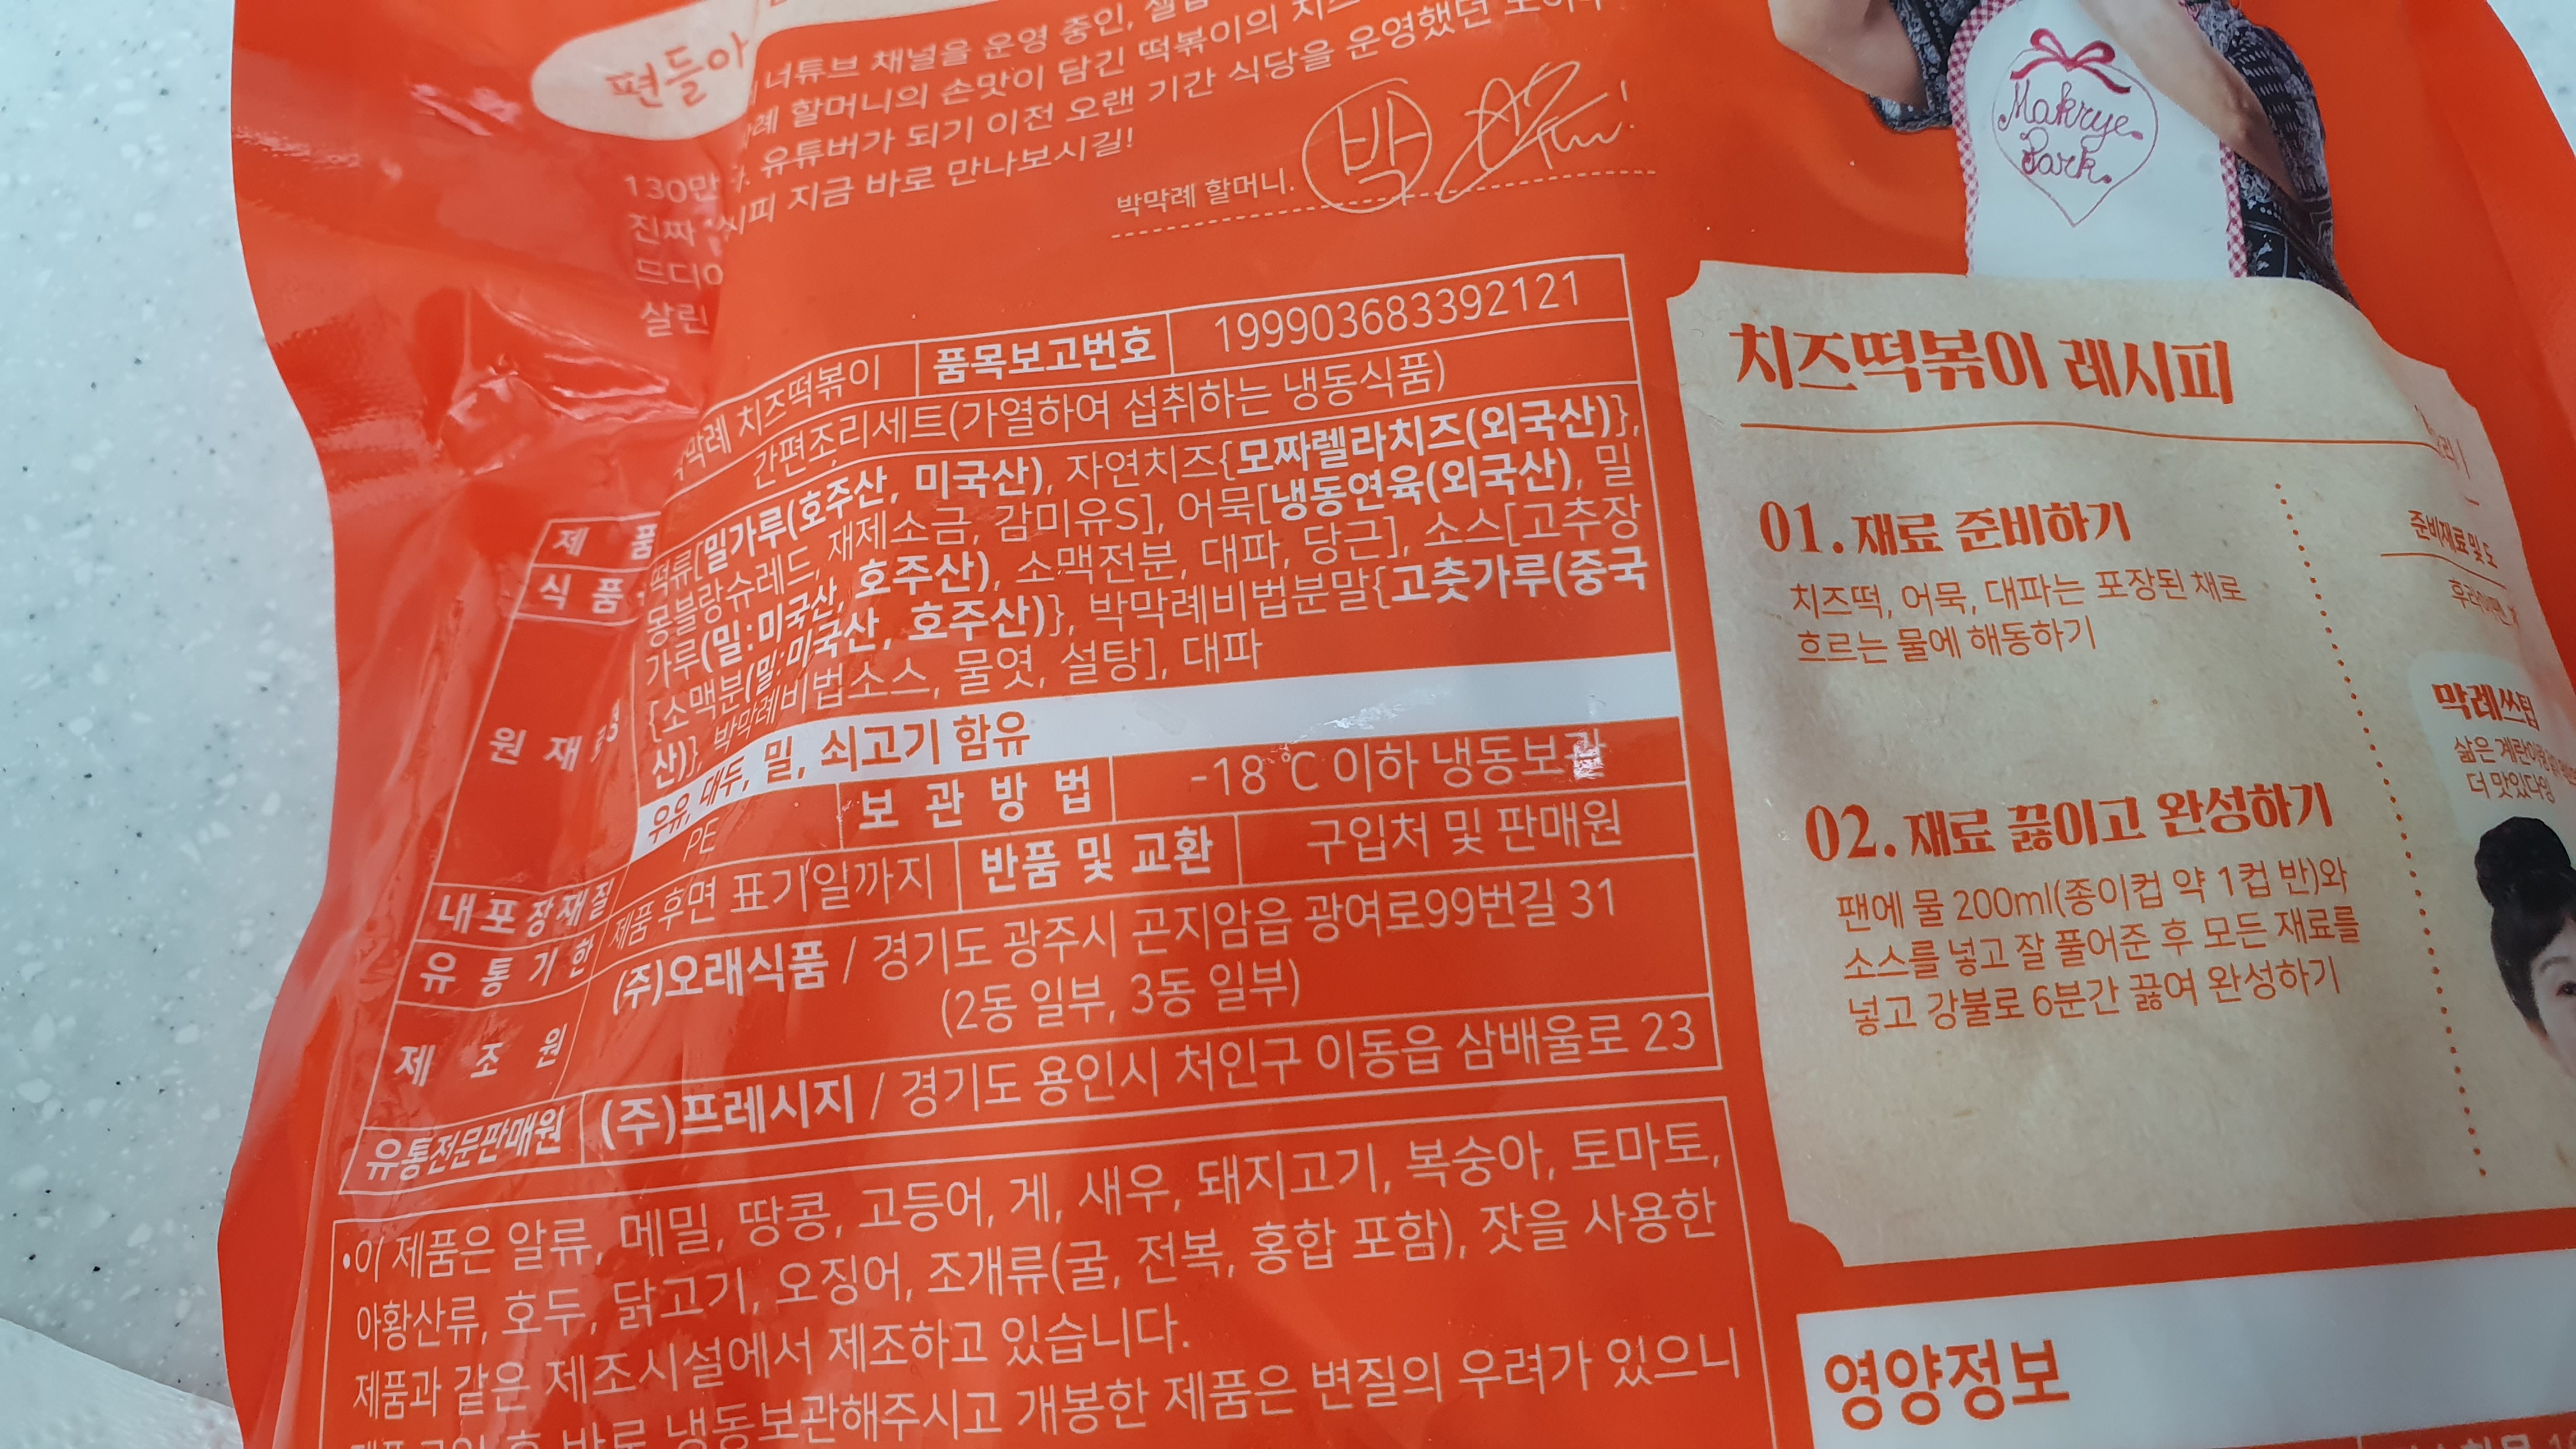 편들아
너튜브 채널을 운영 중인,
할머니의 손맛이 담긴 떡볶이의
130만 유튜버가 되기 이전 오랜 기간 식당을 운영했던
진짜 지금 바로 만나보시길!
드디어
살린
박막례 할머니. 박
Makrye
Park.
치즈떡볶이 품목보고번호 199903683392121
식품 간편조리세트(가열하여 섭취하는 냉동식품)
떡류[밀가루(호주산, 미국산), 자연치즈{모짜렐라치즈(외국산)},
몽블랑슈레드, 재제소금, 감미유S], 어묵[냉동연육(외국산), 밀
가루(밀:미국산, 호주산), 소맥전분, 대파, 당근], 소스[고추장
{소맥분(밀:미국산, 호주산)}, 박막례비법분말{고춧가루(중국
산)}, 박막례비법소스, 물엿, 설탕], 대파
우유, 대두, 밀, 쇠고기 함유
내포장재질 PE 보관방법 -18℃ 이하 냉동보관
유통기한 제품 후면 표기일까지 반품 및 교환 구입처 및 판매원
제조원 (주)오래식품 / 경기도 광주시 곤지암읍 광여로99번길 31
(2동 일부, 3동 일부)
유통전문판매원 (주)프레시지 / 경기도 용인시 처인구 이동읍 삼배울로 23
•이 제품은 알류, 메밀, 땅콩, 고등어, 게, 새우, 돼지고기, 복숭아, 토마토,
아황산류, 호두, 닭고기, 오징어, 조개류(굴, 전복, 홍합 포함), 잣을 사용한
제품과 같은 제조시설에서 제조하고 있습니다.
바로 냉동보관해주시고 개봉한 제품은 변질의 우려가 있으니
치즈떡볶이 레시피
01. 재료 준비하기
치즈떡, 어묵, 대파는 포장된 채로
흐르는 물에 해동하기
02. 재료 끓이고 완성하기
팬에 물 200ml(종이컵 약 1컵 반)와
소스를 넣고 잘 풀어준 후 모든 재료를
넣고 강불로 6분간 끓여 완성하기
준비재료 및 도
막례쓰팁
삶은 계란이랑
더 맛있다잉
영양정보